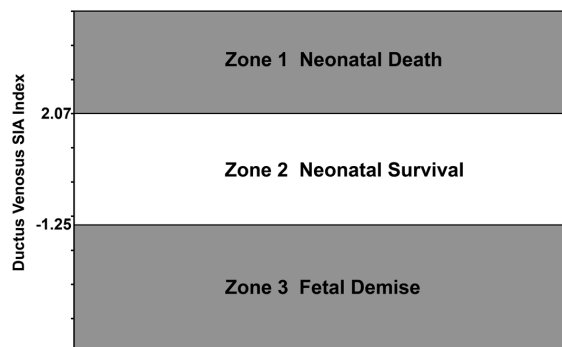 Ductus Venosus SIA Index
Zone 1 Neonatal Death
2.07
Zone 2 Neonatal Survival
-1.25
Zone 3 Fetal Demise